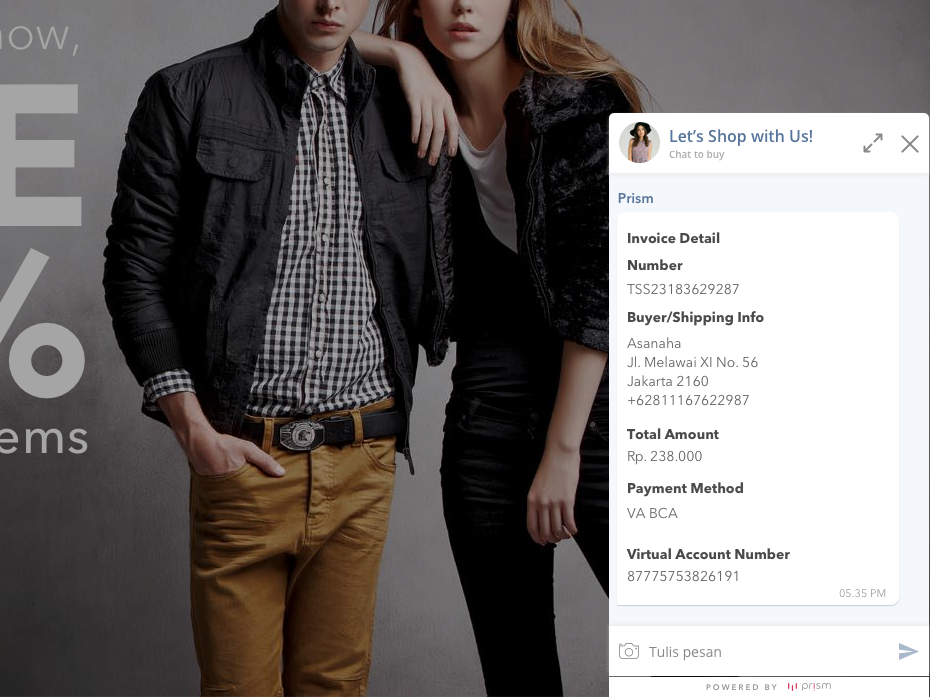 now,
E
%
ems
Let's Shop with Us!
Chat to buy
Prism
Invoice Detail
Number
TSS23183629287
Buyer/Shipping Info
Asanaha
Jl. Melawai XI No. 56
Jakarta 2160
+62811167622987
Total Amount
Rp. 238.000
Payment Method
VA BCA
Virtual Account Number
87775753826191
05.35 PM
Tulis pesan
POWERED BY prism